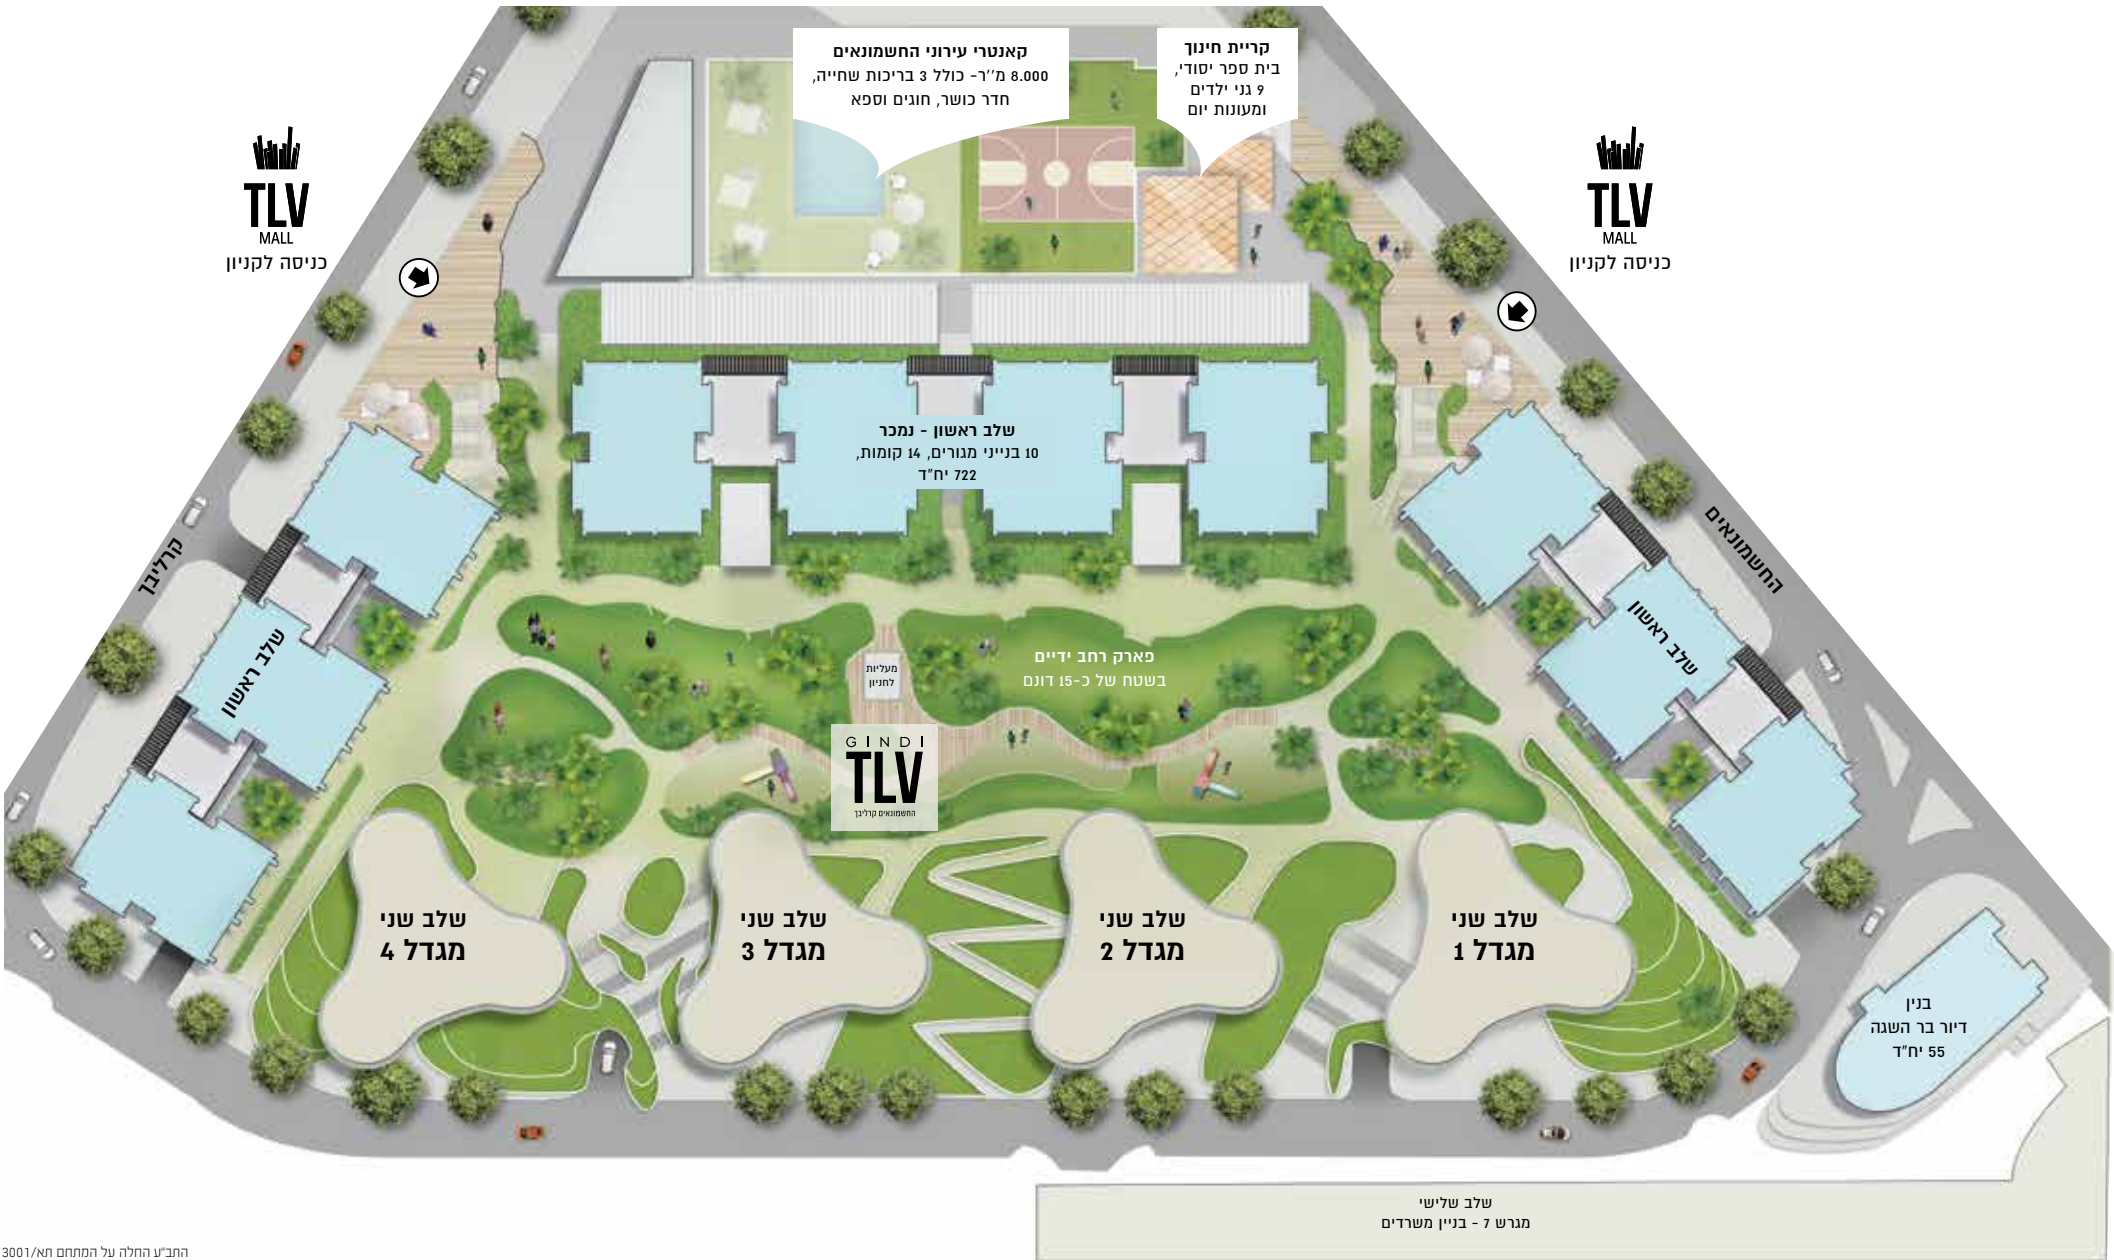 קאנטרי עירוני החשמונאים
8.000 מ''ר- כולל 3 בריכות שחייה,
חדר כושר, חוגים וספא
קריית חינוך
בית ספר יסודי,
9 גני ילדים
ומעונות יום
TLV
MALL
כניסה לקניון
TLV
MALL
כניסה לקניון
שלב ראשון - נמכר
10 בנייני מגורים, 14 קומות,
722 יח"ד
קרליבך
החשמונאים
שלב ראשון
שלב ראשון
פארק רחב ידיים
בשטח של כ-15 דונם
מעליות
לחניון
GINDI
TLV
החשמונאים קרליבך
שלב שני
מגדל 1
שלב שני
מגדל 2
שלב שני
מגדל 3
שלב שני
מגדל 4
בנין
דיור בר השגה
55 יח"ד
שלב שלישי
מגרש 7 - בניין משרדים
התב"ע החלה על המתחם תא/3001